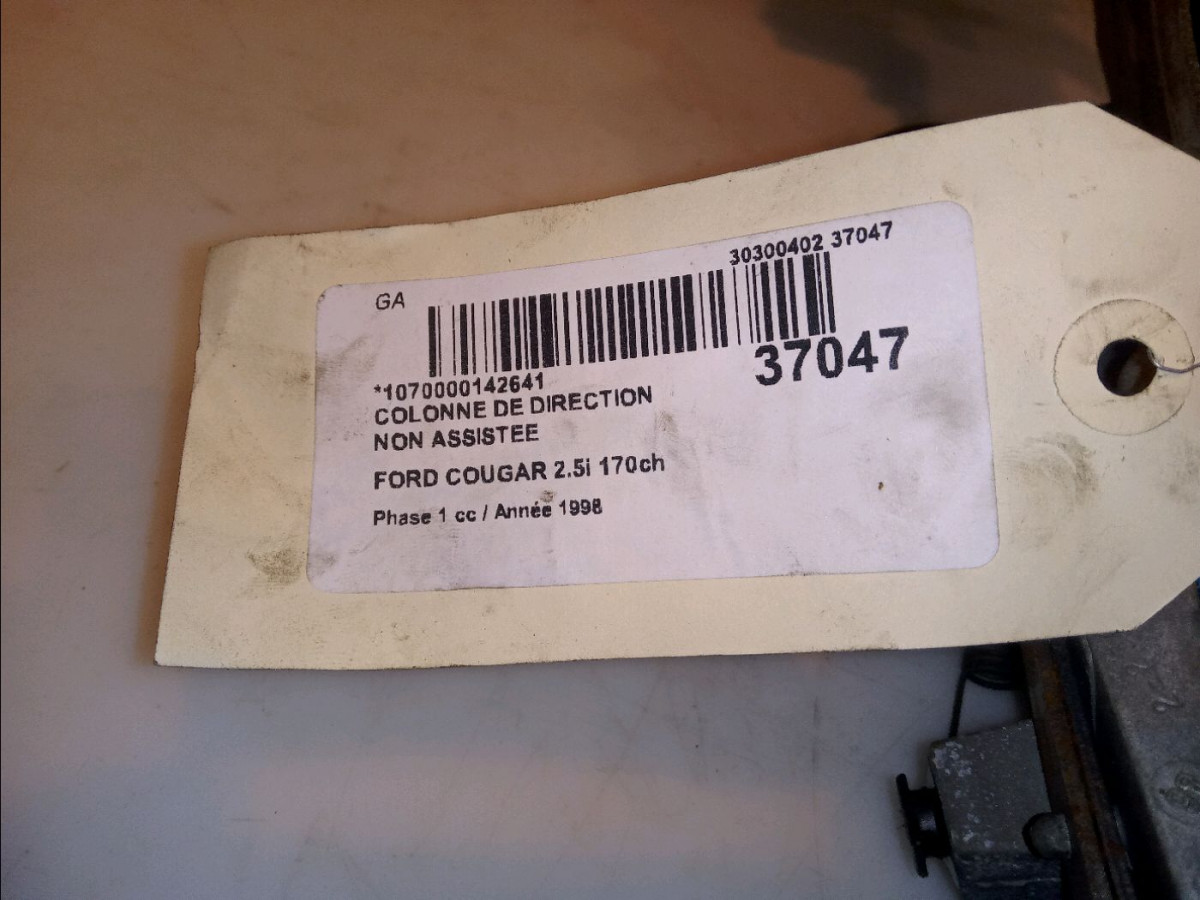 GA
30300402 37047
37047
*1070000142641
COLONNE DE DIRECTION
NON ASSISTEE
FORD COUGAR 2.5i 170ch
Phase 1 cc / Année 1998